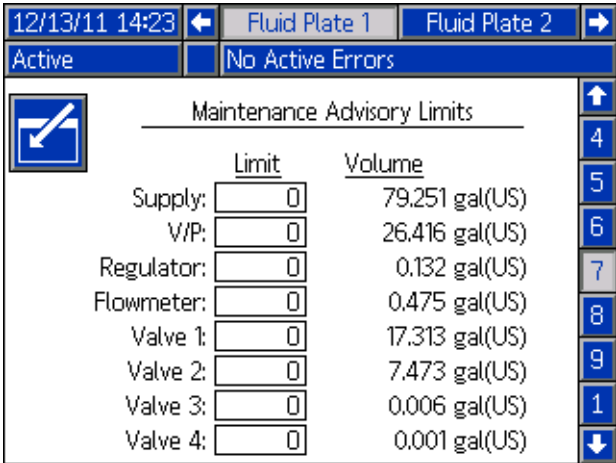 12/13/11 14:23 Fluid Plate 1 Fluid Plate 2
Active No Active Errors
Maintenance Advisory Limits
Limit Volume
Supply: 0 79.251 gal(US)
V/P: 0 26.416 gal(US)
Regulator: 0 0.132 gal(US)
Flowmeter: 0 0.475 gal(US)
Valve 1: 0 17.313 gal(US)
Valve 2: 0 7.473 gal(US)
Valve 3: 0 0.006 gal(US)
Valve 4: 0 0.001 gal(US)
4
5
6
7
8
9
1